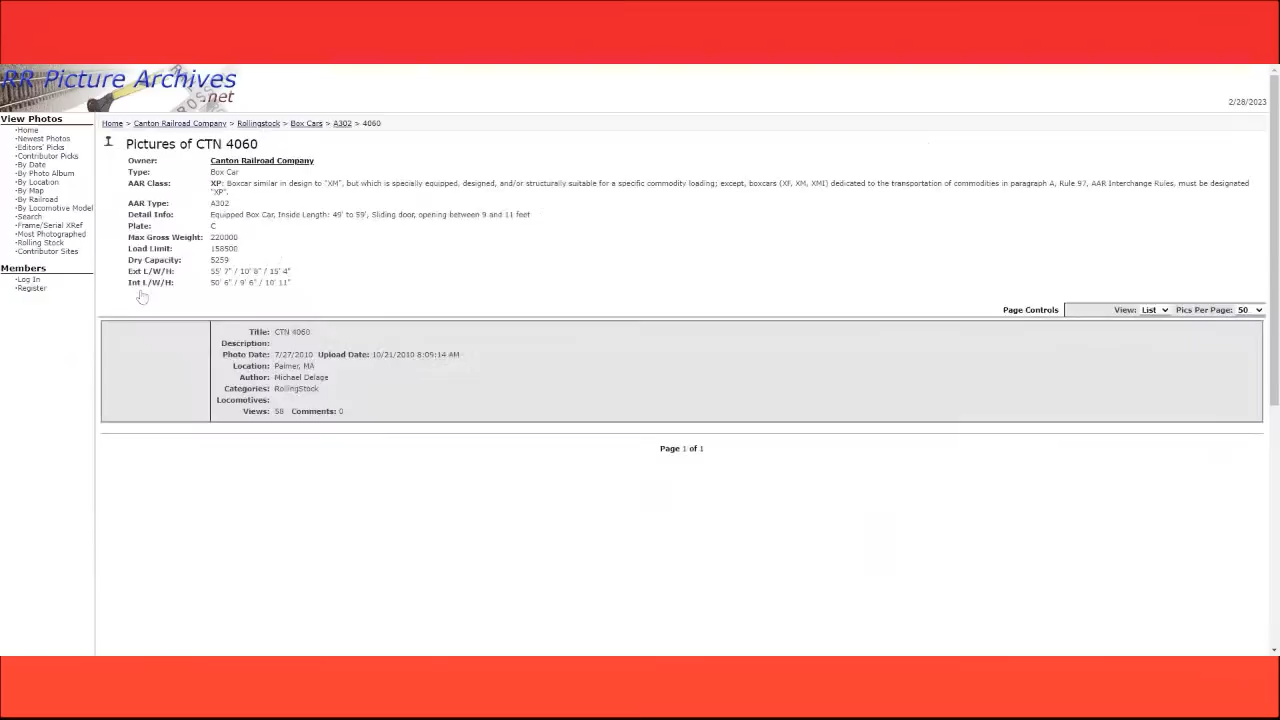 RR Picture Archives
.net
2/28/2023
View Photos
·Home
·Newest Photos
·Editors' Picks
·Contributor Picks
·By Date
·By Photo Album
·By Location
·By Map
·By Railroad
·By Locomotive Model
·Search
·Frame/Serial XRef
·Most Photographed
·Rolling Stock
·Contributor Sites
Members
·Log In
·Register
Home > Canton Railroad Company > Rollingstock > Box Cars > A302 > 4060
Pictures of CTN 4060
Owner: Canton Railroad Company
Type: Box Car
AAR Class: XP: Boxcar similar in design to "XM", but which is specially equipped, designed, and/or structurally suitable for a specific commodity loading; except, boxcars (XF, XM, XMI) dedicated to the transportation of commodities in paragraph A, Rule 97, AAR Interchange Rules, must be designated
"XP".
AAR Type: A302
Detail Info: Equipped Box Car, Inside Length: 49' to 59', Sliding door, opening between 9 and 11 feet
Plate: C
Max Gross Weight: 220000
Load Limit: 158500
Dry Capacity: 5259
Ext L/W/H: 55' 7" / 10' 8" / 15' 4"
Int L/W/H: 50' 6" / 9' 6" / 10' 11"
Page Controls View: List Pics Per Page: 50
Title: CTN 4060
Description:
Photo Date: 7/27/2010 Upload Date: 10/21/2010 8:09:14 AM
Location: Palmer, MA
Author: Michael Delage
Categories: RollingStock
Locomotives:
Views: 58 Comments: 0
Page 1 of 1